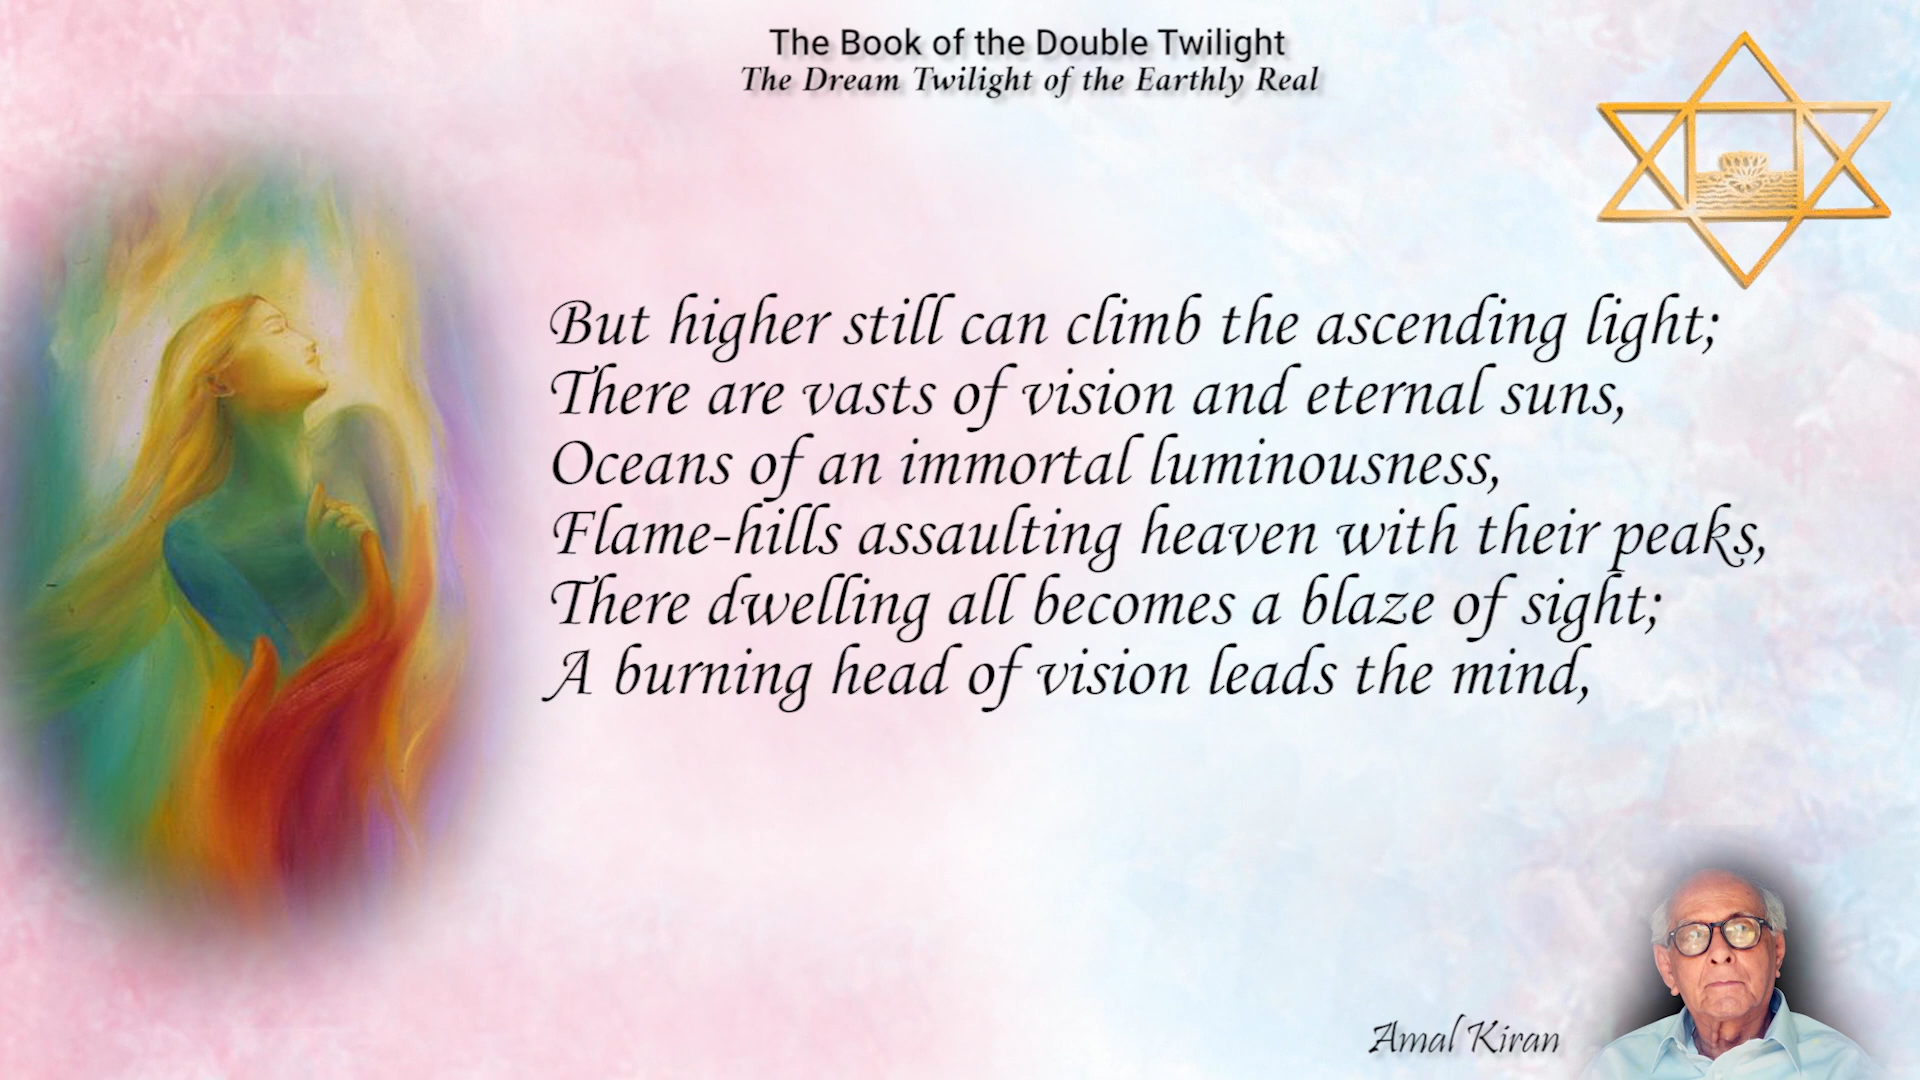 The Book of the Double Twilight
The Dream Twilight of the Earthly Real
But higher still can climb the ascending light;
There are vasts of vision and eternal suns,
Oceans of an immortal luminousness,
Flame-hills assaulting heaven with their peaks,
There dwelling all becomes a blaze of sight;
A burning head of vision leads the mind,
Amal Kiran